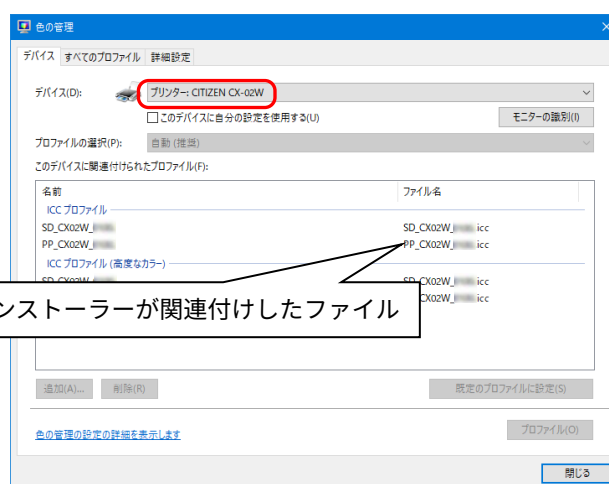 色の管理
デバイス すべてのプロファイル 詳細設定
デバイス(D): プリンター: CITIZEN CX-02W
このデバイスに自分の設定を使用する(U) モニターの識別(I)
プロファイルの選択(P): 自動 (推奨)
このデバイスに関連付けられたプロファイル(F):
名前 ファイル名
ICC プロファイル
SD_CX02W_ SD_CX02W_ icc
PP_CX02W_ PP_CX02W_ icc
ICC プロファイル (高度なカラー)
SD_CX02W_ SD_CX02W_ icc
CX02W_ icc
ンストーラーが関連付けしたファイル
追加(A)... 削除(R) 既定のプロファイルに設定(S)
色の管理の設定の詳細を表示します プロファイル(O)
閉じる